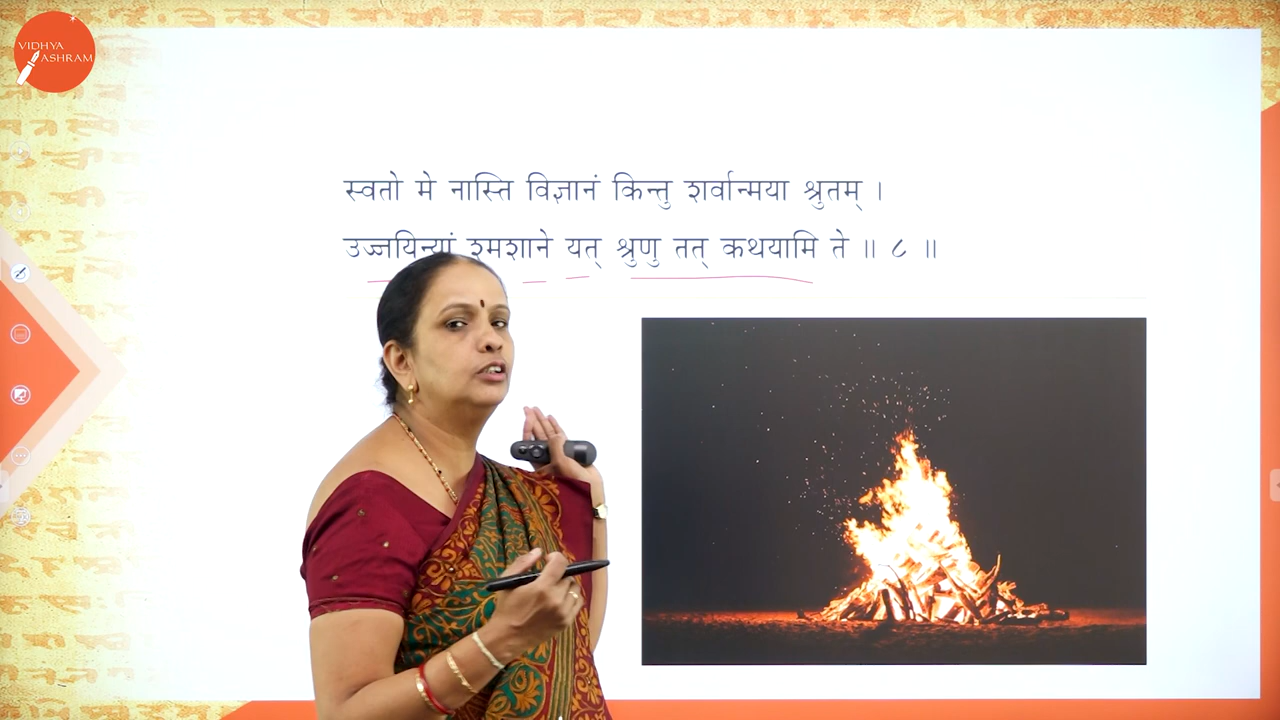 VIDHYA
ASHRAM
स्वतो मे नास्ति विज्ञानं किन्तु शर्वान्मया श्रुतम् ।
उज्जयिन्यां श्मशाने यत् श्रुणु तत् कथयामि ते ॥ ८ ॥